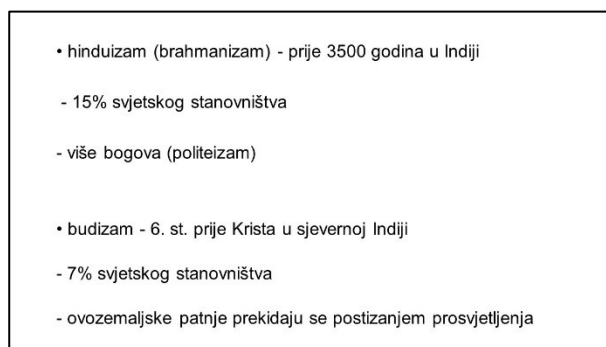 • hinduizam (brahmanizam) - prije 3500 godina u Indiji
- 15% svjetskog stanovništva
- više bogova (politeizam)
• budizam - 6. st. prije Krista u sjevernoj Indiji
- 7% svjetskog stanovništva
- ovozemaljske patnje prekidaju se postizanjem prosvjetljenja